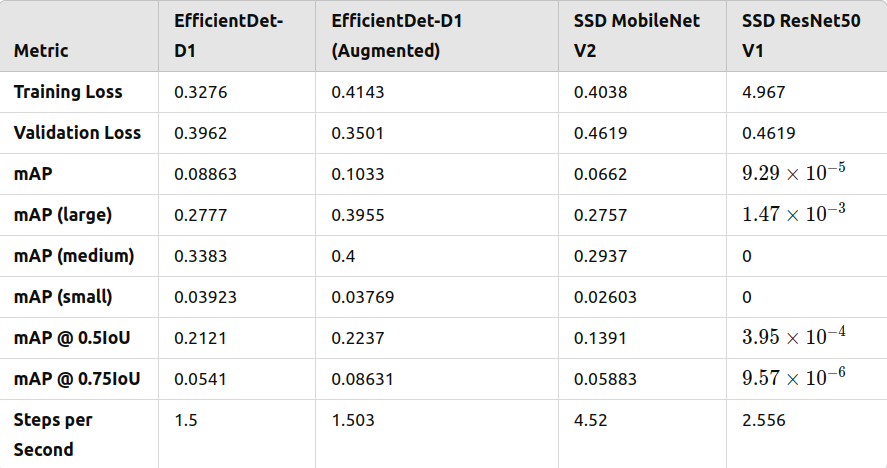 Metric EfficientDet-D1 EfficientDet-D1 (Augmented) SSD MobileNet V2 SSD ResNet50 V1
Training Loss 0.3276 0.4143 0.4038 4.967
Validation Loss 0.3962 0.3501 0.4619 0.4619
mAP 0.08863 0.1033 0.0662 9.29 × 10⁻⁵
mAP (large) 0.2777 0.3955 0.2757 1.47 × 10⁻³
mAP (medium) 0.3383 0.4 0.2937 0
mAP (small) 0.03923 0.03769 0.02603 0
mAP @ 0.5IoU 0.2121 0.2237 0.1391 3.95 × 10⁻⁴
mAP @ 0.75IoU 0.0541 0.08631 0.05883 9.57 × 10⁻⁶
Steps per Second 1.5 1.503 4.52 2.556